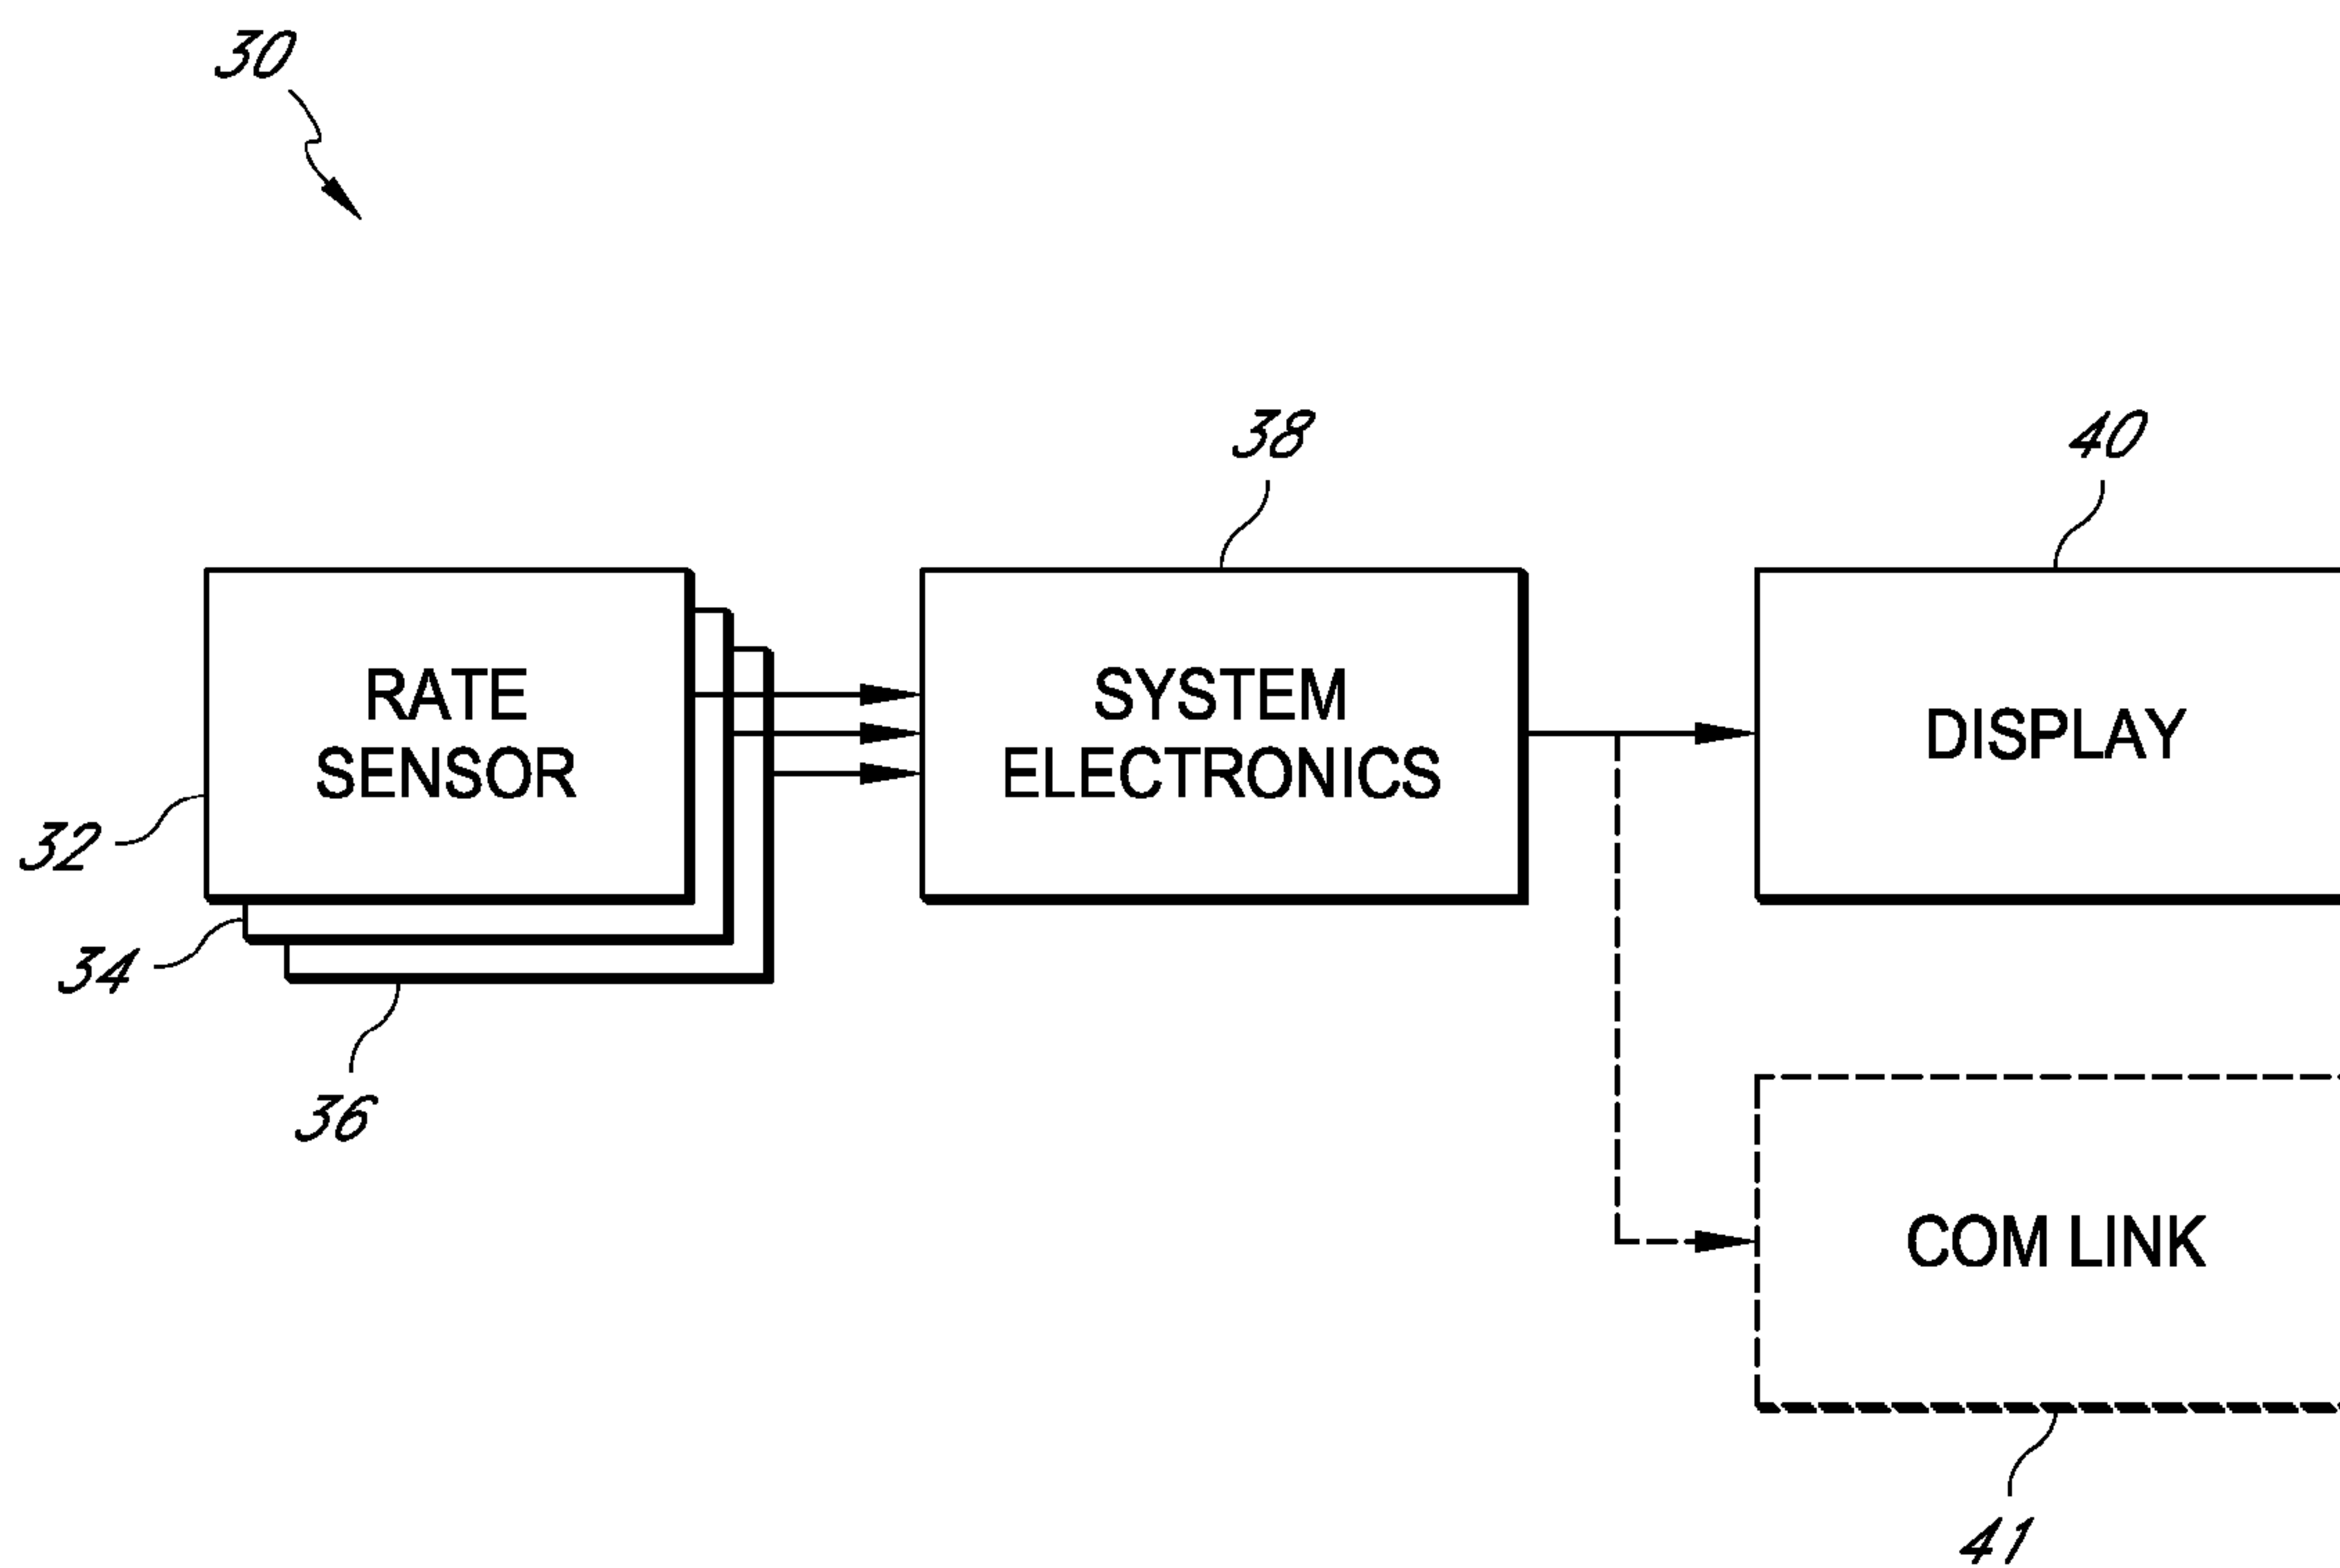 30
38
40
RATE
SENSOR
SYSTEM
ELECTRONICS
DISPLAY
32
34
36
COM LINK
41